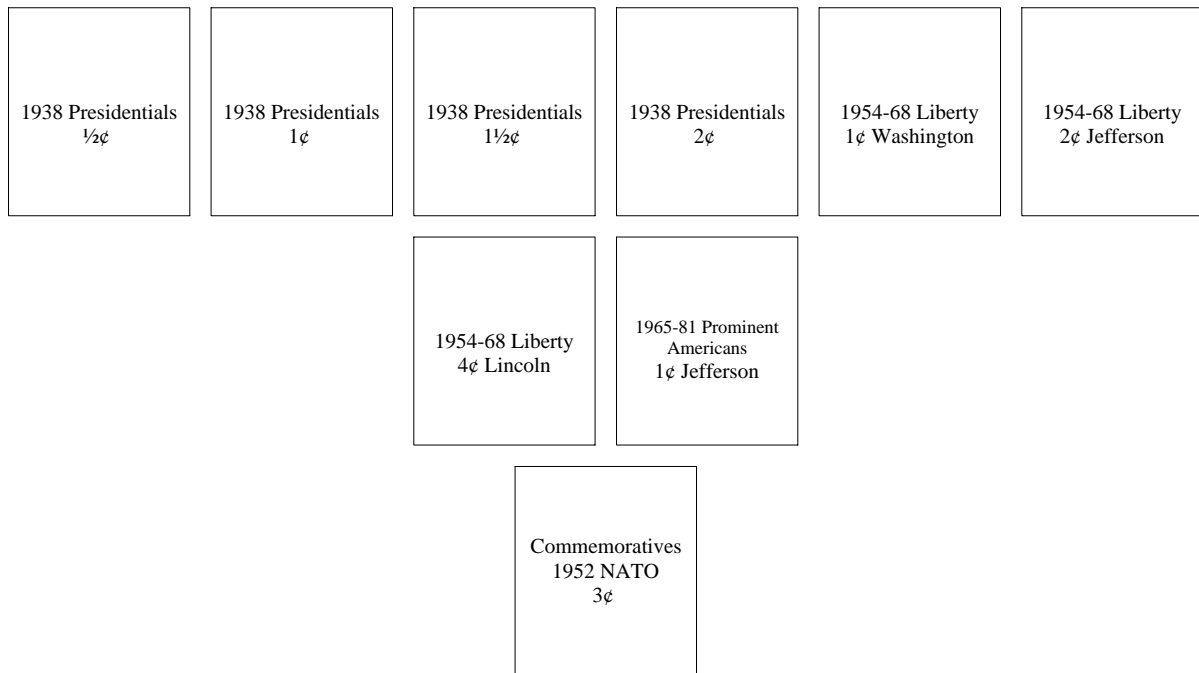 1938 Presidentials
½¢
1938 Presidentials
1¢
1938 Presidentials
1½¢
1938 Presidentials
2¢
1954-68 Liberty
1¢ Washington
1954-68 Liberty
2¢ Jefferson
1954-68 Liberty
4¢ Lincoln
1965-81 Prominent
Americans
1¢ Jefferson
Commemoratives
1952 NATO
3¢